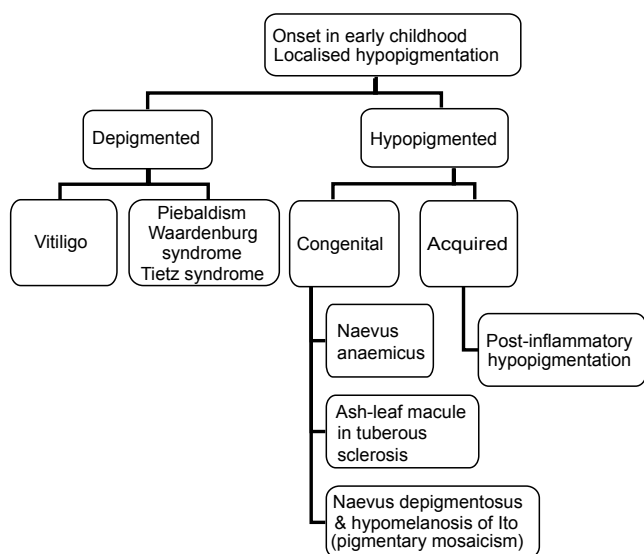 Onset in early childhood
Localised hypopigmentation
Depigmented
Hypopigmented
Vitiligo
Piebaldism
Waardenburg
syndrome
Tietz syndrome
Congenital
Acquired
Naevus
anaemicus
Post-inflammatory
hypopigmentation
Ash-leaf macule
in tuberous
sclerosis
Naevus depigmentosus
& hypomelanosis of Ito
(pigmentary mosaicism)